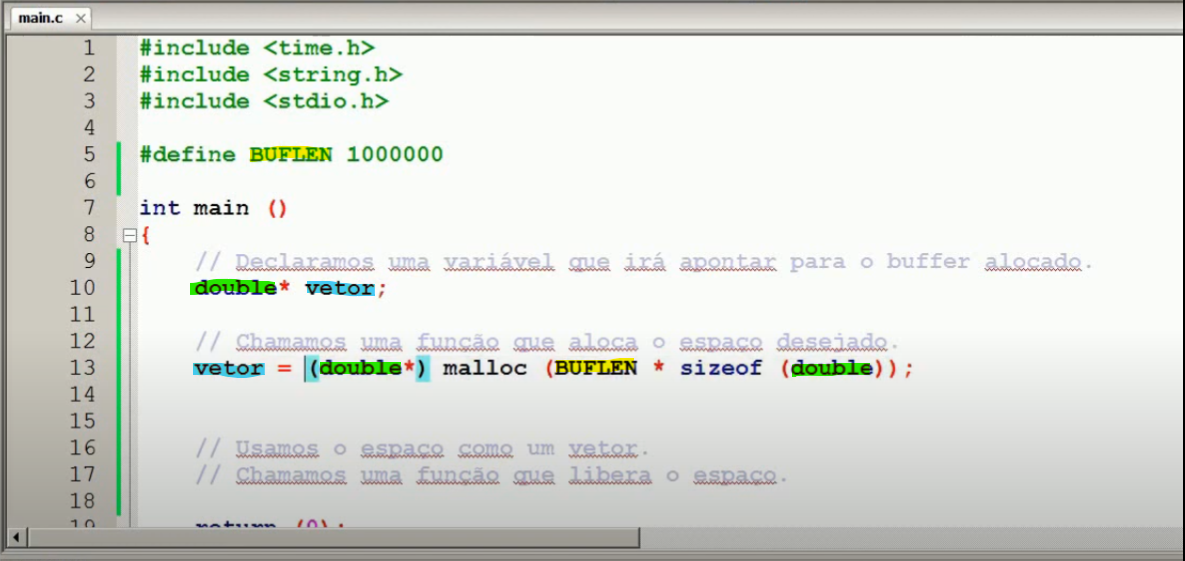 main.c ×
1 #include <time.h>
2 #include <string.h>
3 #include <stdio.h>
4
5 #define BUFLEN 1000000
6
7 int main ()
8 {
9 // Declaramos uma variável que irá apontar para o buffer alocado.
10 double* vetor;
11
12 // Chamamos uma função que aloca o espaço desejado.
13 vetor = (double*) malloc (BUFLEN * sizeof (double));
14
15
16 // Usamos o espaço como um vetor.
17 // Chamamos uma função que libera o espaço.
18
19 return (0);